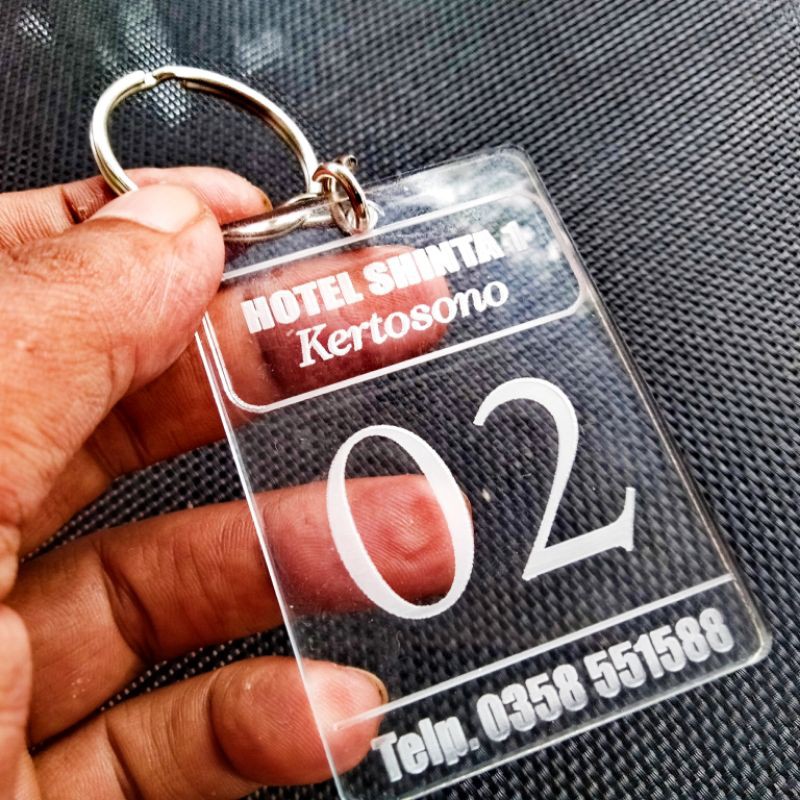 HOTEL SHINTA 1
Kertosono
02
Telp. 0358 551588